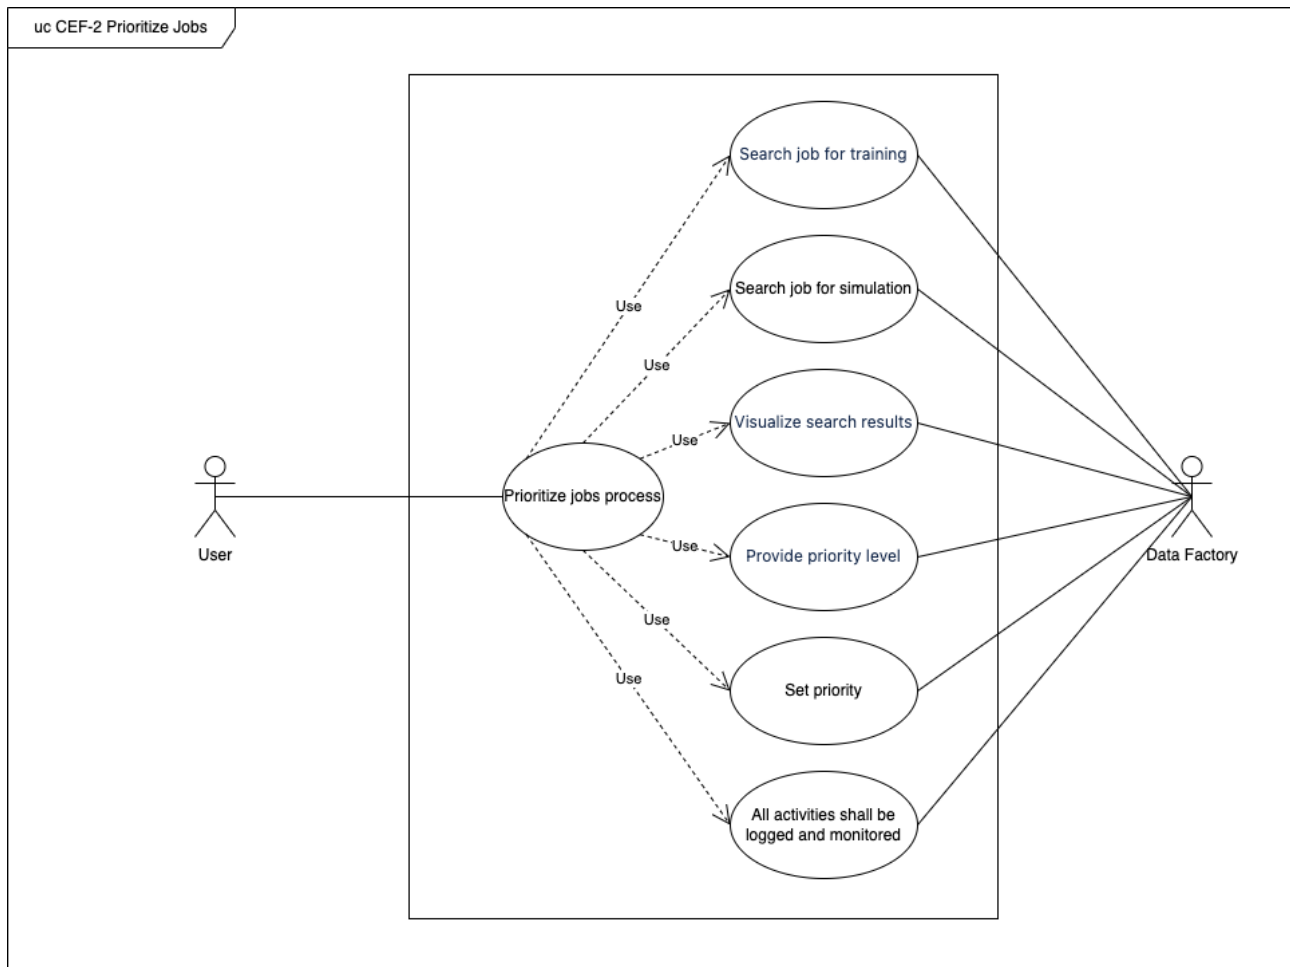 uc CEF-2 Prioritize Jobs
Search job for training
Search job for simulation
Use
Use
Visualize search results
Use
Prioritize jobs process
User
Use
Provide priority level
Data Factory
Use
Use
Set priority
All activities shall be
logged and monitored